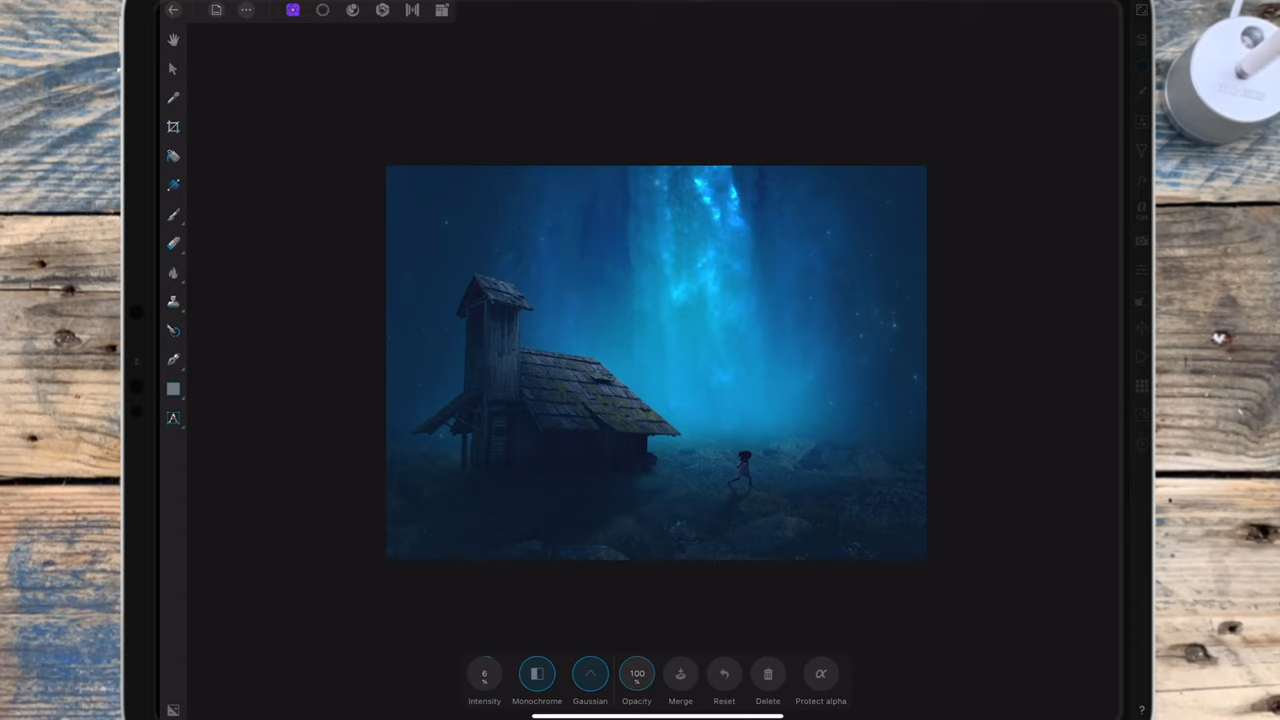 6
%
100
%
Intensity
Monochrome
Gaussian
Opacity
Merge
Reset
Delete
Protect alpha
A
?